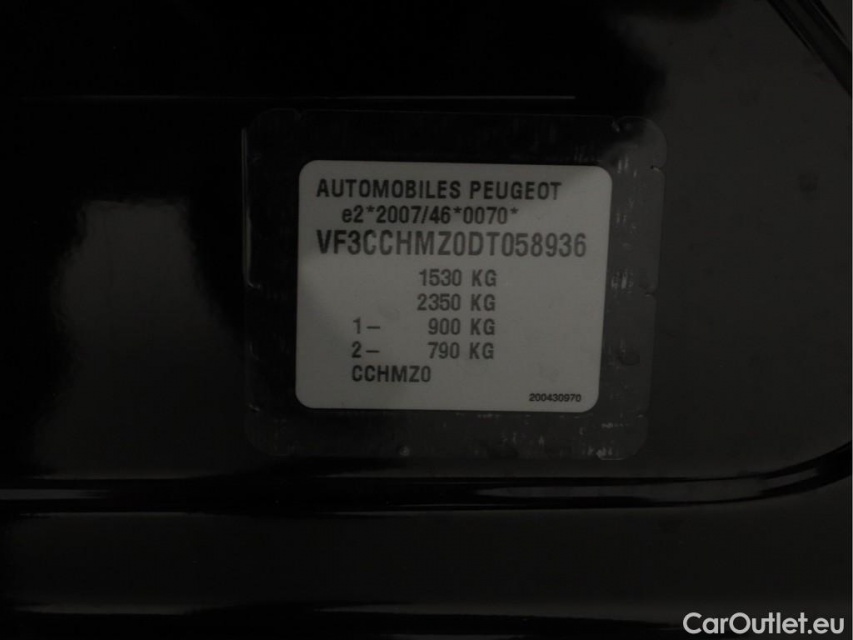 AUTOMOBILES PEUGEOT
e2*2007/46*0070*
VF3CCHMZ0DT058936
1530 KG
2350 KG
1– 900 KG
2– 790 KG
CCHMZ0
200430970
CarOutlet.eu